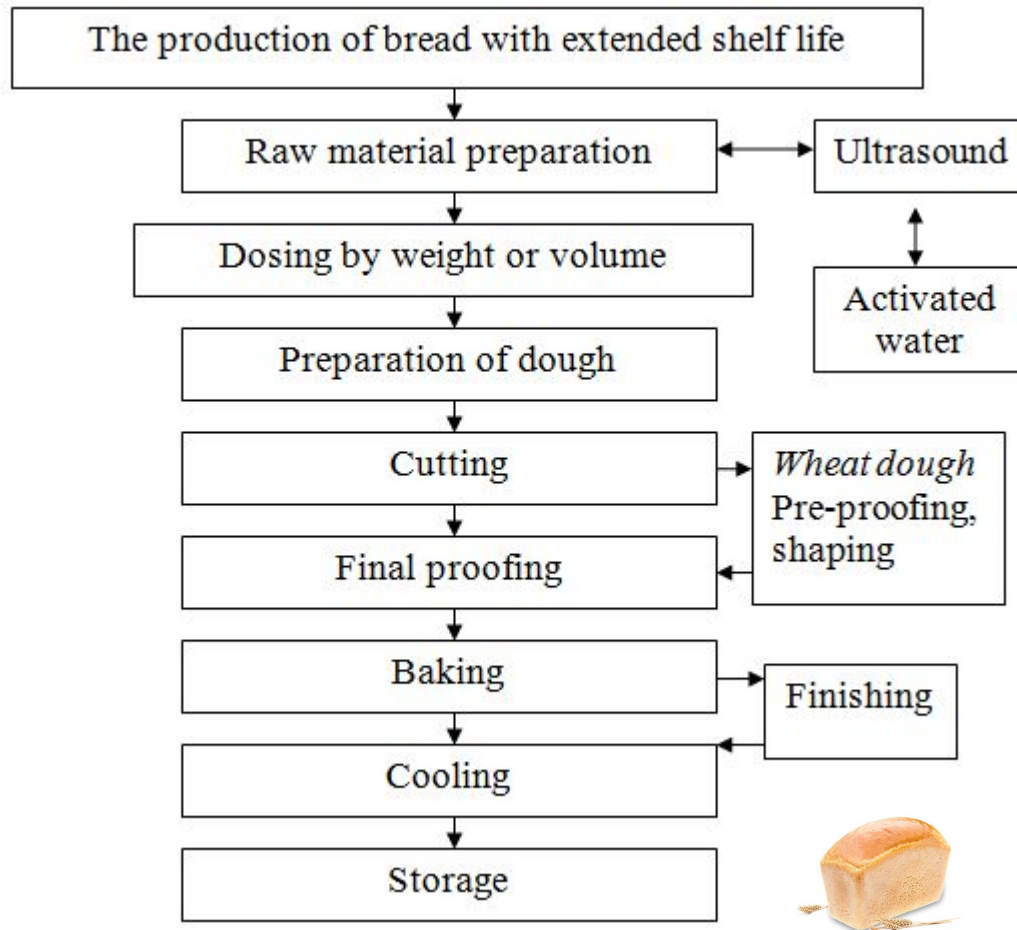 The production of bread with extended shelf life
Raw material preparation
Ultrasound
Dosing by weight or volume
Activated
water
Preparation of dough
Cutting
Wheat dough
Pre-proofing,
shaping
Final proofing
Baking
Finishing
Cooling
Storage